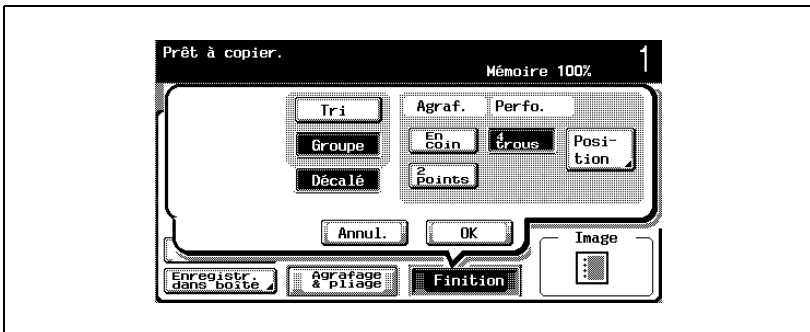 Prêt à copier.
Mémoire 100%
1
Tri
Groupe
Décalé
Agraf.
Perfo.
En
coin
2
points
4
trous
Posi-
tion
Annul.
OK
Image
Enregistr.
dans boîte
Agrafage
& pliage
Finition